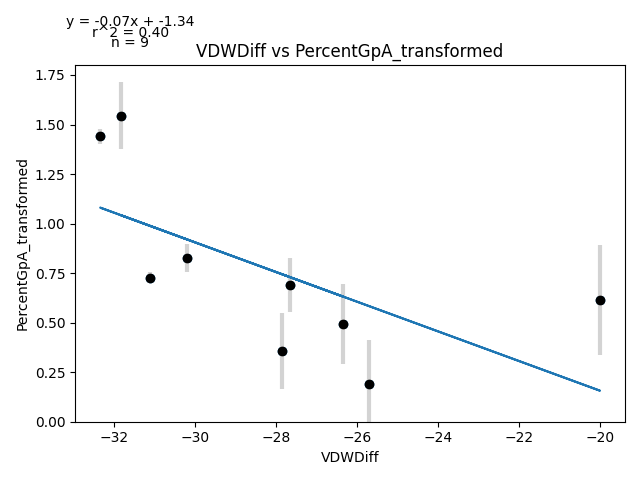 y = -0.07x + -1.34
r^2 = 0.40
n = 9
VDWDiff vs PercentGpA_transformed
1.75
1.50
1.25
1.00
0.75
0.50
0.25
0.00
PercentGpA_transformed
−32 −30 −28 −26 −24 −22 −20
VDWDiff